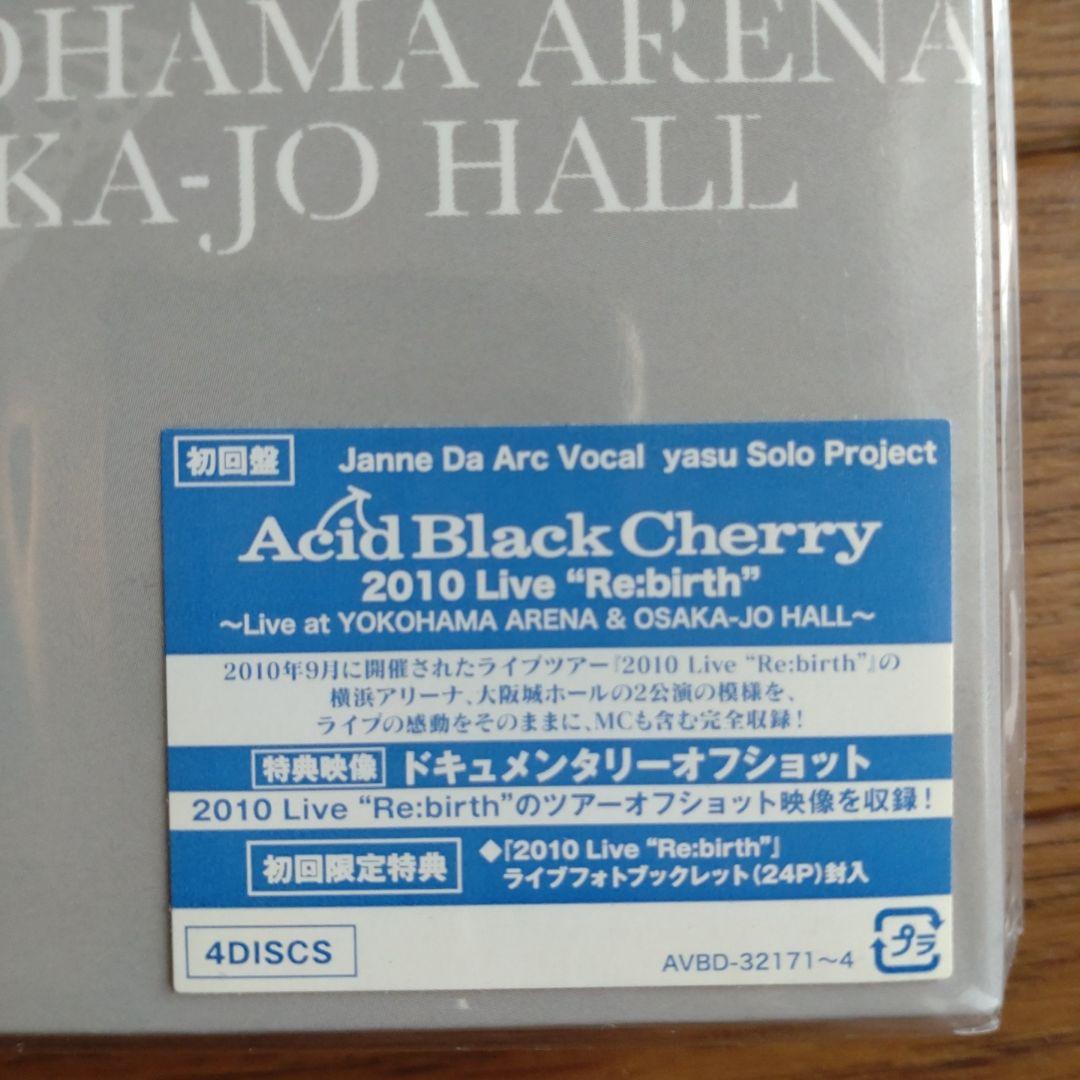 OHAMA ARENA
KA-JO HALL
初回盤 Janne Da Arc Vocal yasu Solo Project
Acid Black Cherry
2010 Live “Re:birth”
～Live at YOKOHAMA ARENA & OSAKA-JO HALL～
2010年9月に開催されたライブツアー『2010 Live “Re:birth”』の
横浜アリーナ、大阪城ホールの2公演の模様を、
ライブの感動をそのままに、MCも含む完全収録！
特典映像 ドキュメンタリーオフショット
2010 Live “Re:birth”のツアーオフショット映像を収録！
初回限定特典 ◆『2010 Live “Re:birth”』
ライブフォトブックレット（24P）封入
4DISCS
AVBD-32171～4
プラ